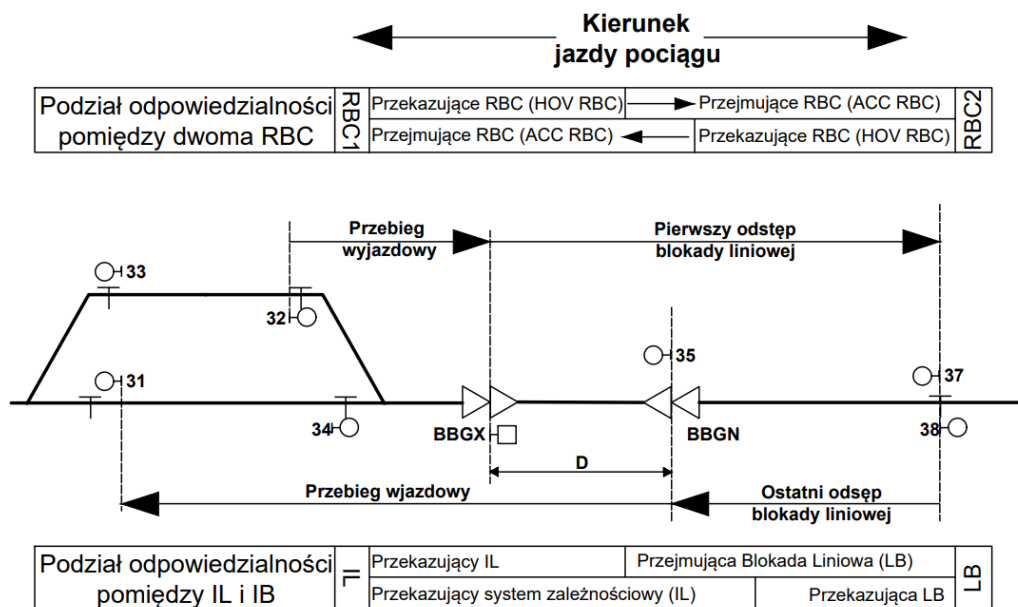 Kierunek
jazdy pociągu
Podział odpowiedzialności
pomiędzy dwoma RBC
RBC1
Przekazujące RBC (HOV RBC)
Przejmujące RBC (ACC RBC)
Przejmujące RBC (ACC RBC)
Przekazujące RBC (HOV RBC)
RBC2
Przebieg
wyjazdowy
Pierwszy odstęp
blokady liniowej
33
32
35
31
37
34
BBGX
BBGN
38
D
Przebieg wjazdowy
Ostatni odsęp
blokady liniowej
Podział odpowiedzialności
pomiędzy IL i IB
IL
Przekazujący IL
Przejmująca Blokada Liniowa (LB)
Przekazujący system zależnościowy (IL)
Przekazująca LB
LB